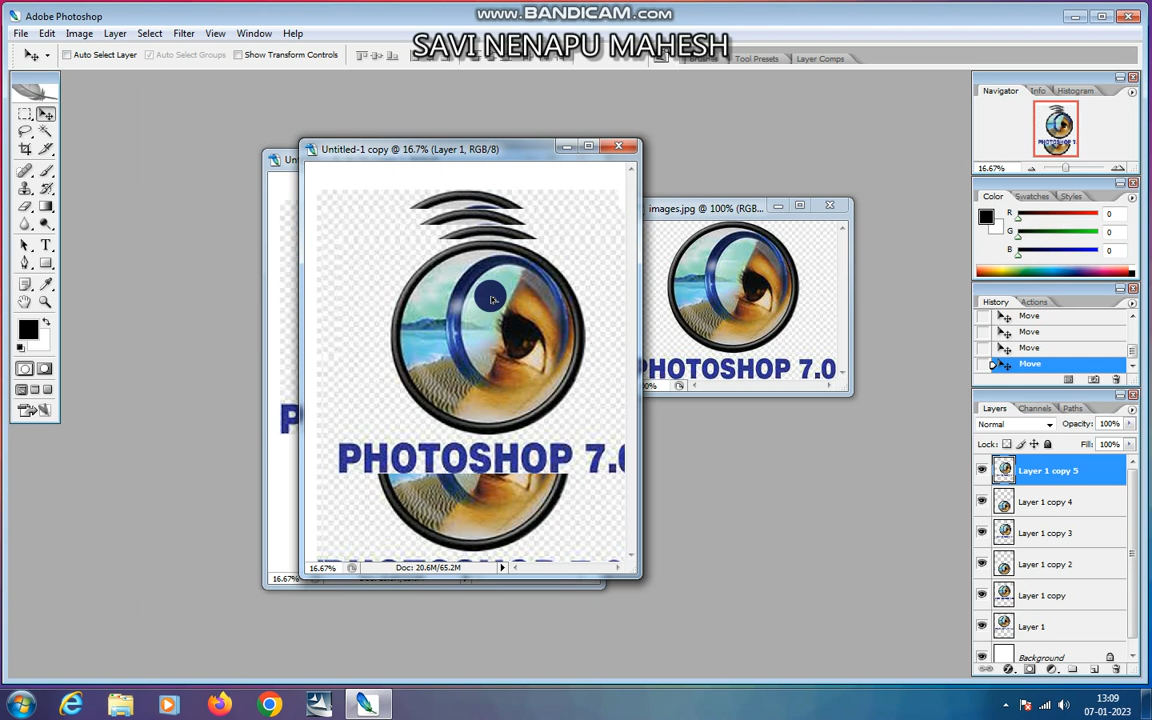 www.BANDICAM.com
Adobe Photoshop
File Edit Image Layer Select Filter View Window Help
SAVI NENAPU MAHESH
Auto Select Layer Auto Select Groups Show Transform Controls
Brushes Tool Presets Layer Comps
Navigator Info Histogram
16.67%
Color Swatches Styles
R 0
G 0
B 0
History Actions
Move
Move
Move
Move
Layers Channels Paths
Normal Opacity: 100%
Lock: Fill: 100%
Layer 1 copy 5
Layer 1 copy 4
Layer 1 copy 3
Layer 1 copy 2
Layer 1 copy
Layer 1
Background
Untitled-1 copy @ 16.7% (Layer 1, RGB/8)
PHOTOSHOP 7.0
16.67% Doc: 20.6M/65.2M
images.jpg @ 100% (RGB...
PHOTOSHOP 7.0
16.67%
13:09
07-01-2023